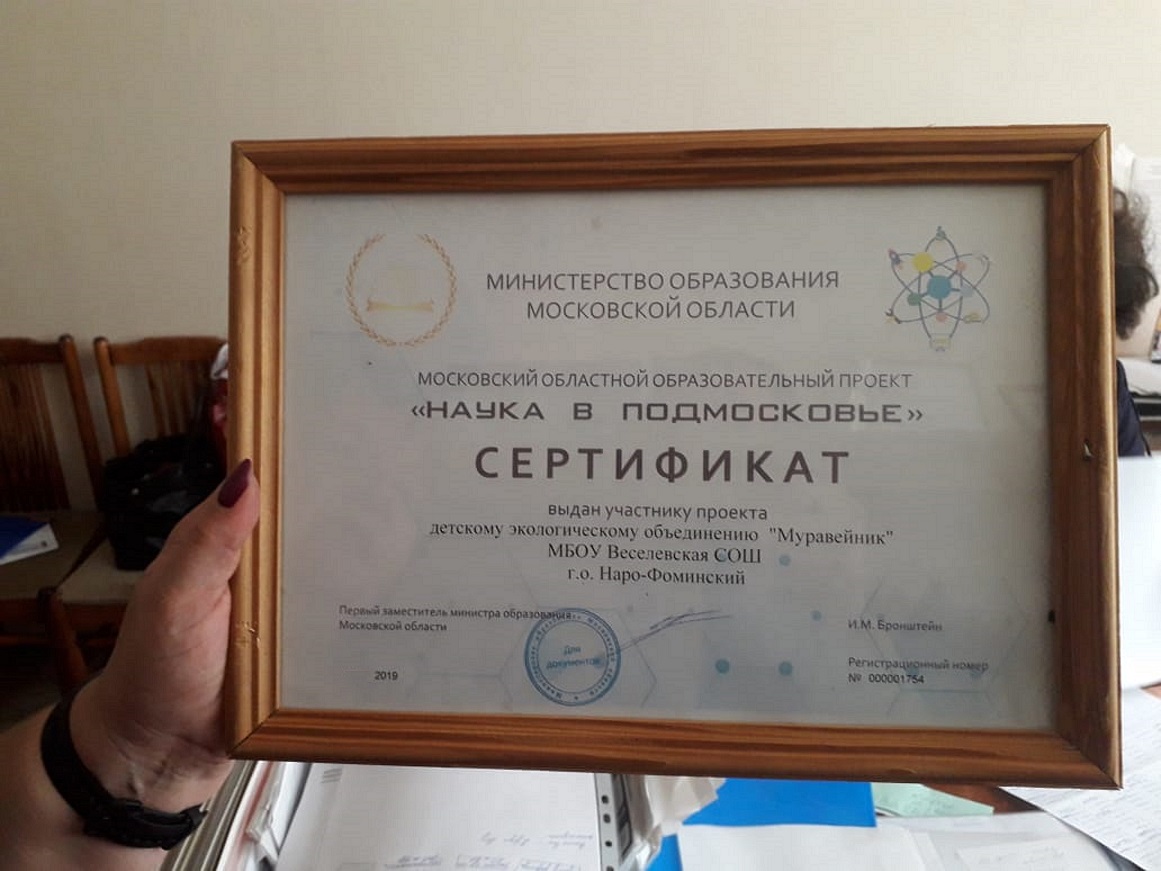 МИНИСТЕРСТВО ОБРАЗОВАНИЯ
МОСКОВСКОЙ ОБЛАСТИ
МОСКОВСКИЙ ОБЛАСТНОЙ ОБРАЗОВАТЕЛЬНЫЙ ПРОЕКТ
«НАУКА В ПОДМОСКОВЬЕ»
СЕРТИФИКАТ
выдан участнику проекта
детскому экологическому объединению "Муравейник"
МБОУ Веселевская СОШ
г.о. Наро-Фоминский
Первый заместитель министра образования
Московской области
И.М. Бронштейн
Для
документов
2019
Регистрационный номер
№ 000001754